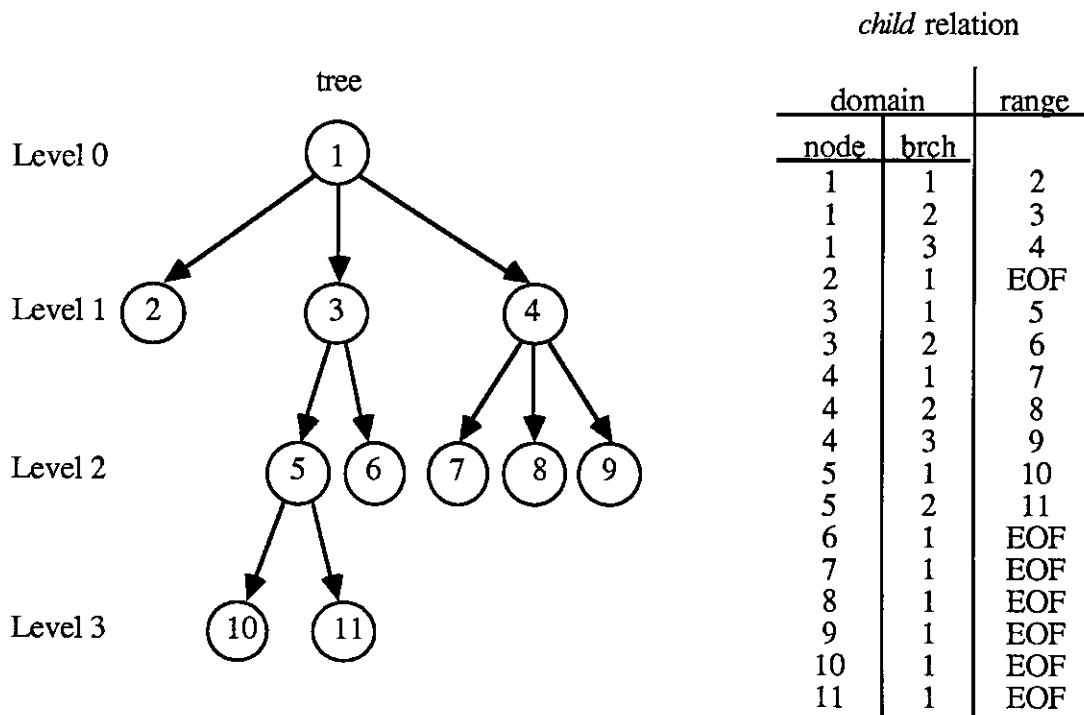 tree
Level 0
1
Level 1
2 3 4
Level 2
5 6 7 8 9
Level 3
10 11
child relation
domain range
node brch
1 1 2
1 2 3
1 3 4
2 1 EOF
3 1 5
3 2 6
4 1 7
4 2 8
4 3 9
5 1 10
5 2 11
6 1 EOF
7 1 EOF
8 1 EOF
9 1 EOF
10 1 EOF
11 1 EOF